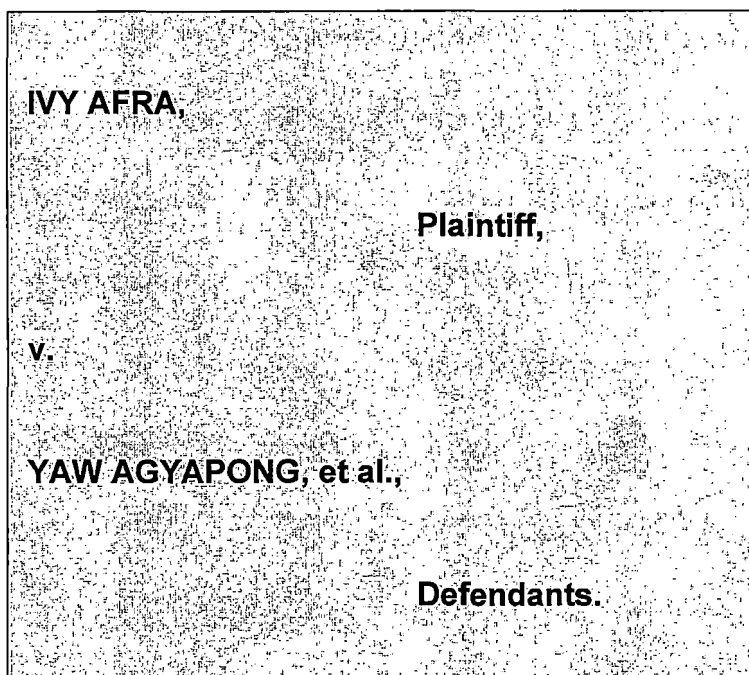 IVY AFRA,
Plaintiff,
v.
YAW AGYAPONG, et al.,
Defendants.